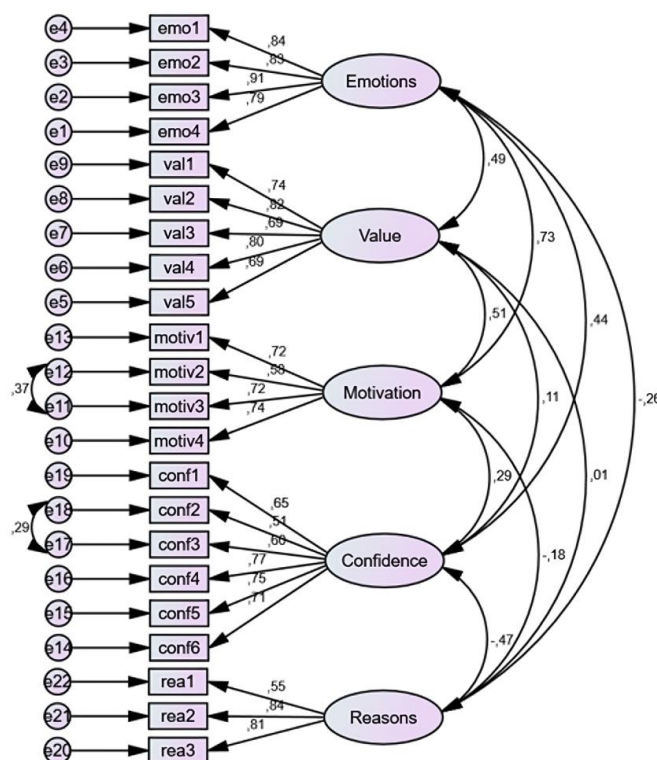 e4 emo1 ,84
e3 emo2 ,83 Emotions
e2 emo3 ,91
e1 emo4 ,79
e9 val1 ,49
e8 val2 ,74
e7 val3 ,82 Value ,73
e6 val4 ,69
e5 val5 ,80
,69
e13 motiv1 ,51 ,44
e12 motiv2 ,72
,37 e11 motiv3 ,58 Motivation ,11 -,26
e10 motiv4 ,72
,74
e19 conf1 ,29 ,01
e18 conf2 ,65
,29 e17 conf3 ,51
e16 conf4 ,60 Confidence -,18
e15 conf5 ,77
e14 conf6 ,75
,71
e22 rea1 ,55 -,47
e21 rea2 ,84 Reasons
e20 rea3 ,81